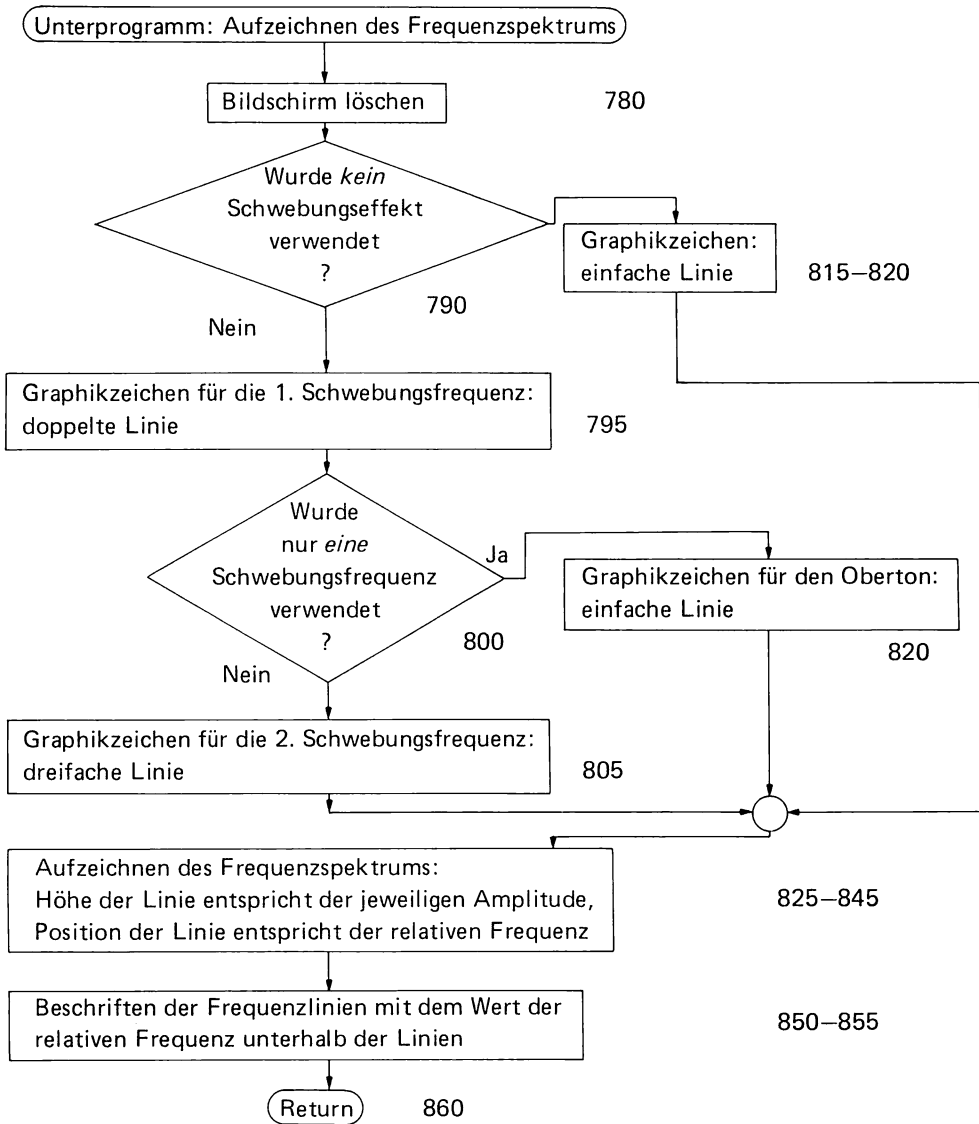 Unterprogramm: Aufzeichnen des Frequenzspektrums
Bildschirm löschen
780
Wurde kein
Schwebungseffekt
verwendet
?
790
Graphikzeichen:
einfache Linie
815–820
Nein
Graphikzeichen für die 1. Schwebungsfrequenz:
doppelte Linie
795
Wurde
nur eine
Schwebungsfrequenz
verwendet
?
800
Ja
Graphikzeichen für den Oberton:
einfache Linie
820
Nein
Graphikzeichen für die 2. Schwebungsfrequenz:
dreifache Linie
805
Aufzeichnen des Frequenzspektrums:
Höhe der Linie entspricht der jeweiligen Amplitude,
Position der Linie entspricht der relativen Frequenz
825–845
Beschriften der Frequenzlinien mit dem Wert der
relativen Frequenz unterhalb der Linien
850–855
Return
860